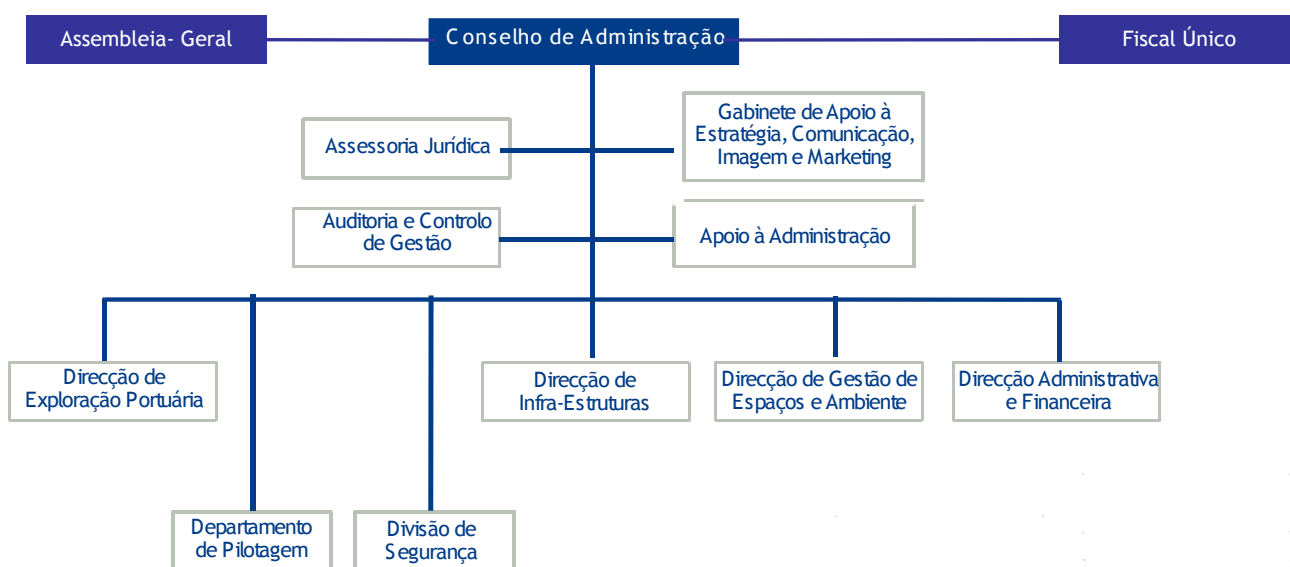 Assembleia- Geral
Conselho de Administração
Fiscal Único
Assessoria Jurídica
Gabinete de Apoio à
Estratégia, Comunicação,
Imagem e Marketing
Auditoria e Controlo
de Gestão
Apoio à Administração
Direcção de
Exploração Portuária
Direcção de
Infra-Estruturas
Direcção de Gestão de
Espaços e Ambiente
Direcção Administrativa
e Financeira
Departamento
de Pilotagem
Divisão de
Segurança